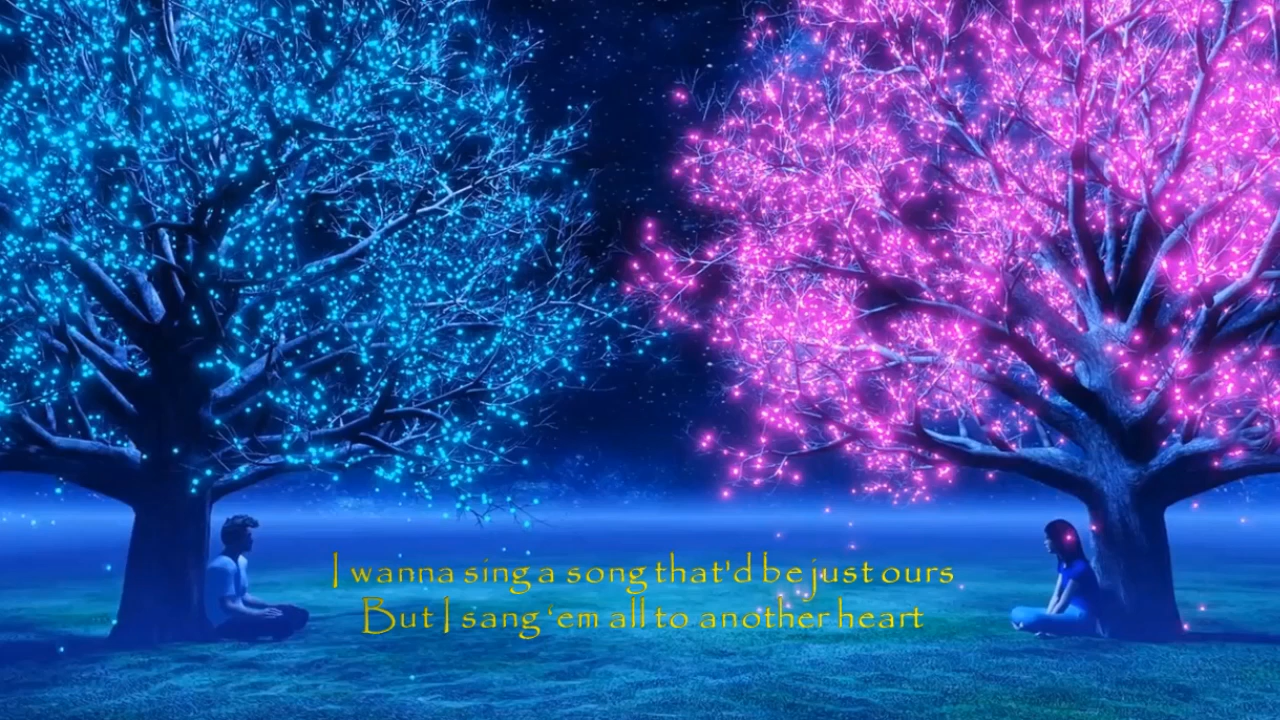 I wanna sing a song that'd be just ours
But I sang ‘em all to another heart